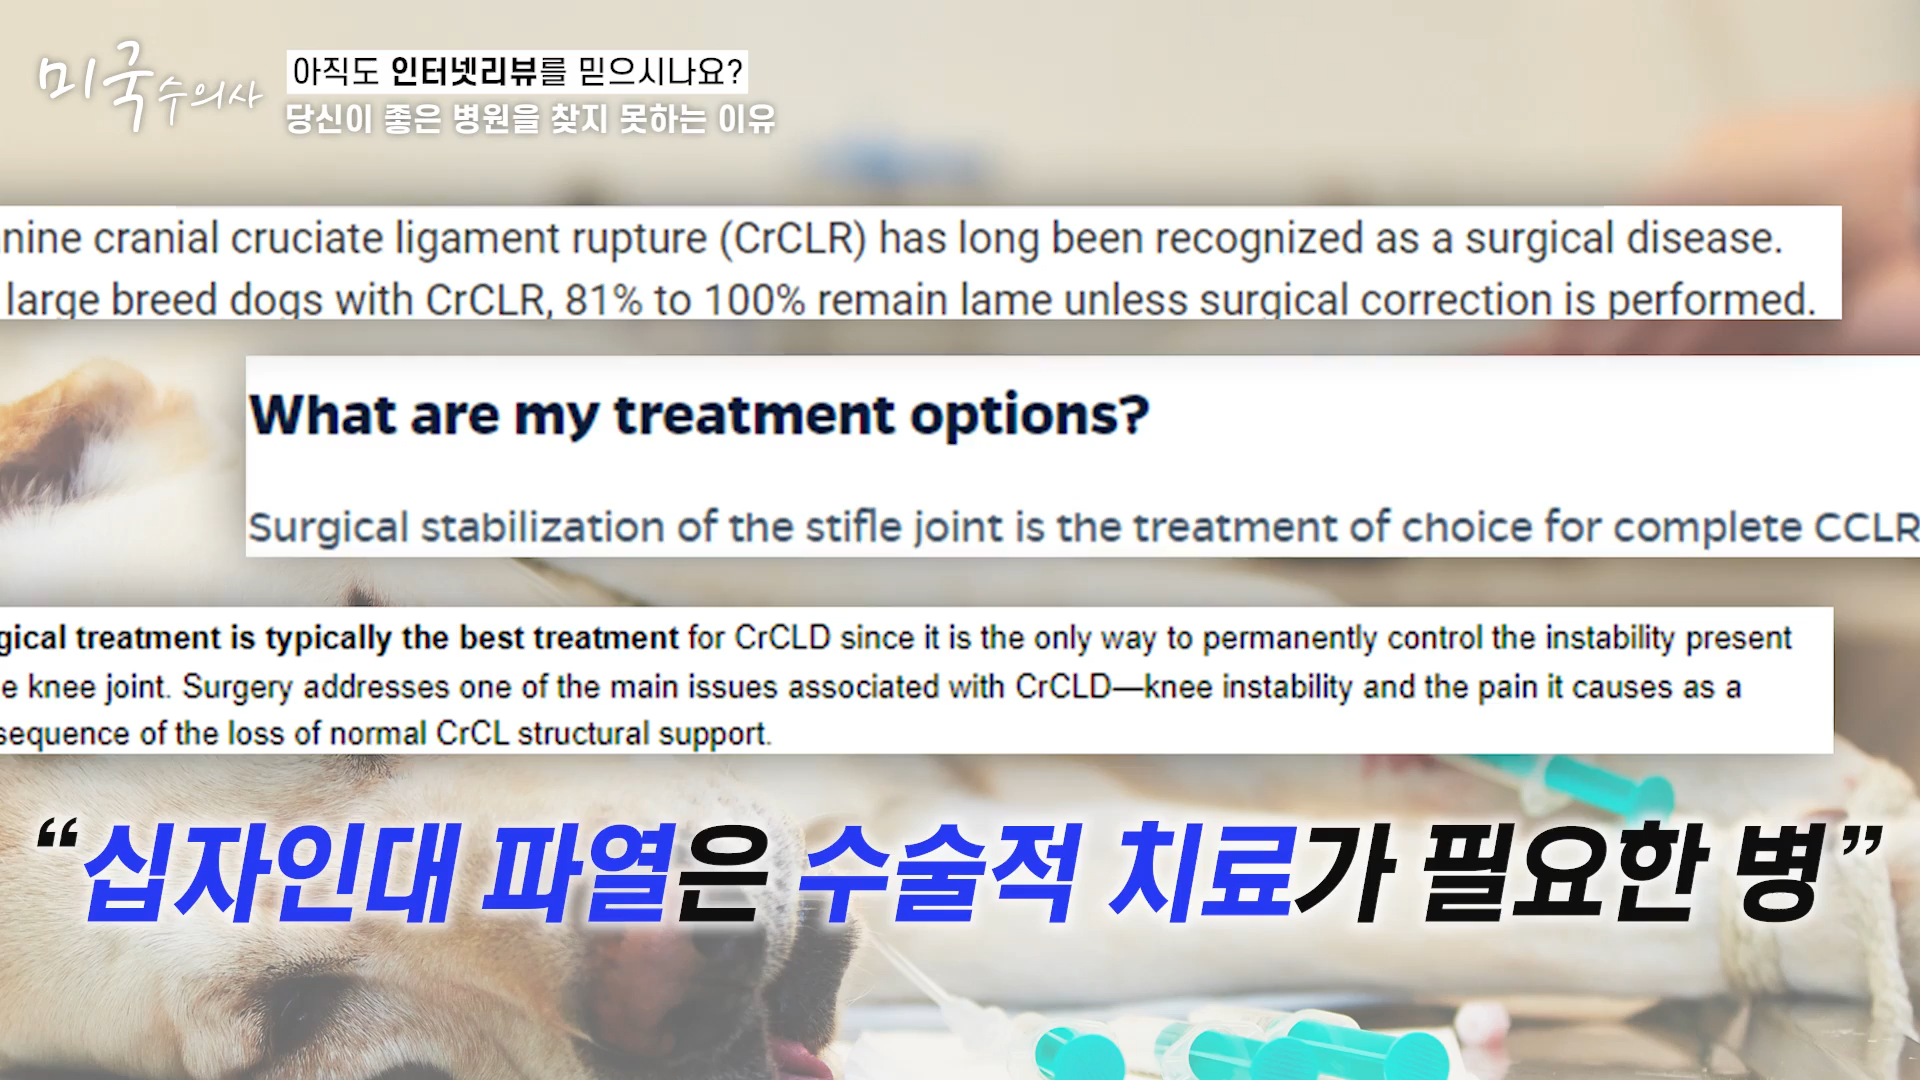 미국수의사
아직도 인터넷리뷰를 믿으시나요?
당신이 좋은 병원을 찾지 못하는 이유
nine cranial cruciate ligament rupture (CrCLR) has long been recognized as a surgical disease.
large breed dogs with CrCLR, 81% to 100% remain lame unless surgical correction is performed.
What are my treatment options?
Surgical stabilization of the stifle joint is the treatment of choice for complete CCLR
gical treatment is typically the best treatment for CrCLD since it is the only way to permanently control the instability present
e knee joint. Surgery addresses one of the main issues associated with CrCLD—knee instability and the pain it causes as a
sequence of the loss of normal CrCL structural support.
“십자인대 파열은 수술적 치료가 필요한 병”